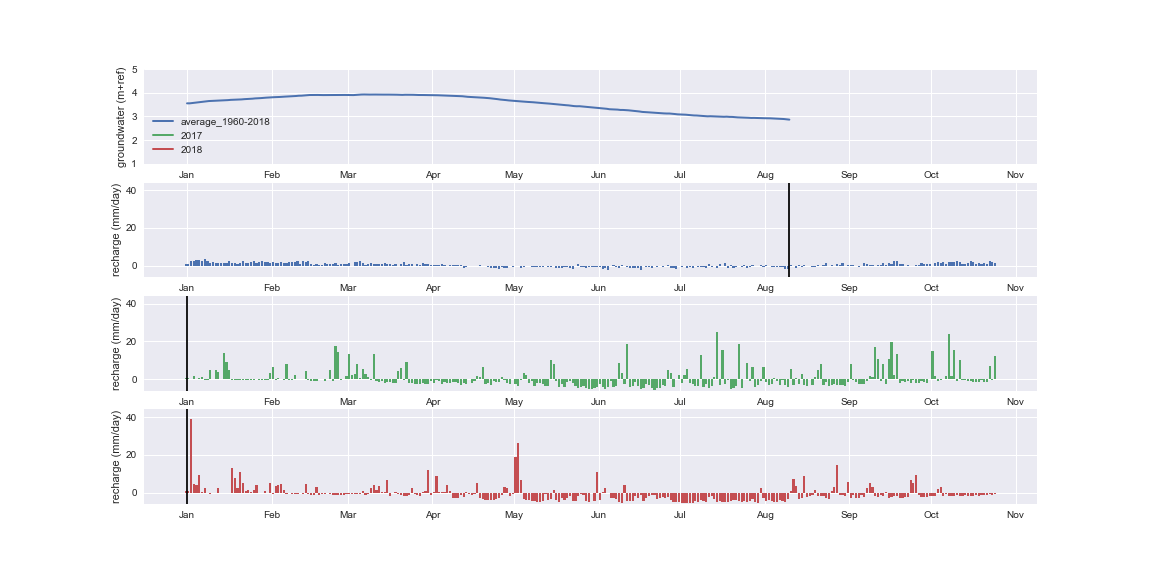 groundwater (m+ref)
5
4
3
2
1
average_1960-2018
2017
2018
Jan Feb Mar Apr May Jun Jul Aug Sep Oct Nov
recharge (mm/day)
40
20
0
Jan Feb Mar Apr May Jun Jul Aug Sep Oct Nov
recharge (mm/day)
40
20
0
Jan Feb Mar Apr May Jun Jul Aug Sep Oct Nov
recharge (mm/day)
40
20
0
Jan Feb Mar Apr May Jun Jul Aug Sep Oct Nov